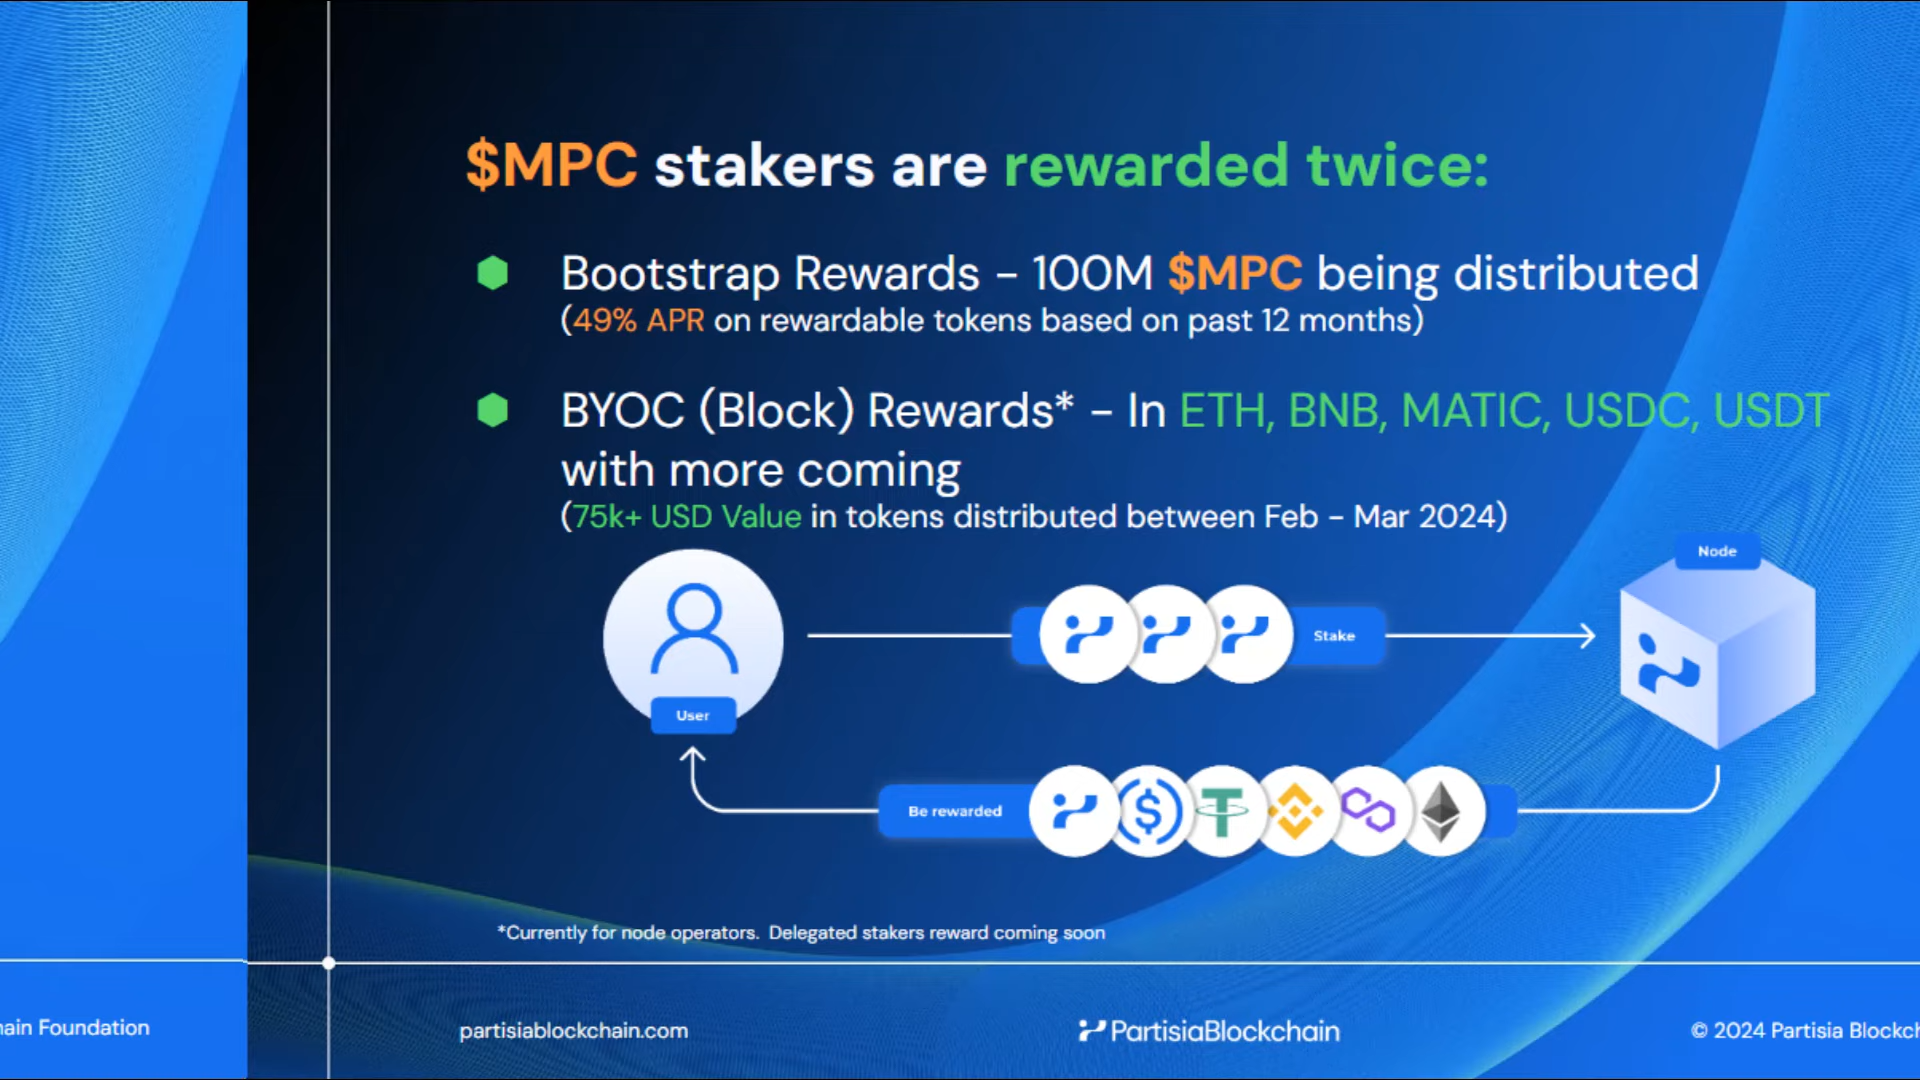 $MPC stakers are rewarded twice:
Bootstrap Rewards – 100M $MPC being distributed
(49% APR on rewardable tokens based on past 12 months)
BYOC (Block) Rewards* – In ETH, BNB, MATIC, USDC, USDT
with more coming
(75k+ USD Value in tokens distributed between Feb – Mar 2024)
Node
Stake
User
Be rewarded
*Currently for node operators. Delegated stakers reward coming soon
Foundation
partisiablockchain.com
PartisiaBlockchain
© 2024 Partisia